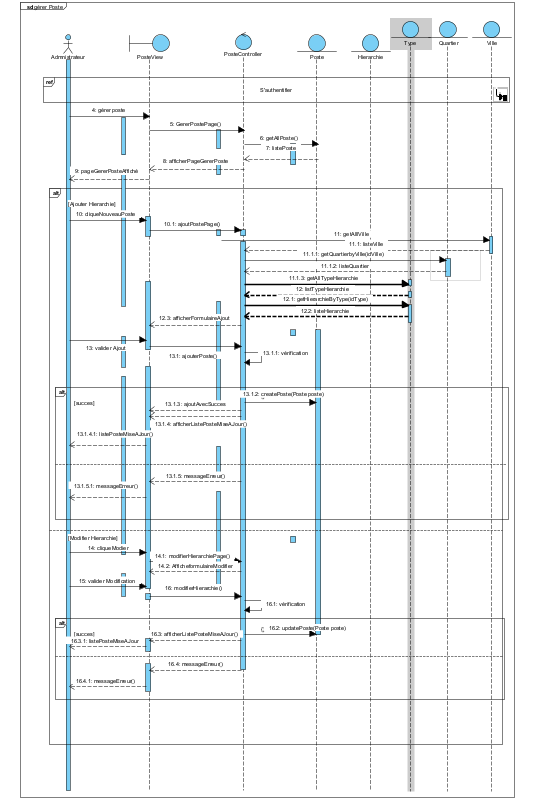 sd gérer Poste
Administrateur
PosteView
PosteController
Poste
Hierarchie
Type
Quartier
Ville
ref
S'authentifier
4: gérer poste
5: GererPostePage()
6: getAllPoste()
7: listePoste
8: afficherPageGererPoste
9: pageGererPosteAffiché
alt
[Ajouter Hierarchie]
10: cliqueNouveauPoste
10.1: ajoutPostePage()
11: getAllVille
11.1: listeVille
11.1.1: getQuartierbyVille(idVille)
11.1.2: listeQuartier
11.1.3: getAllTypeHierarchie
12: listTypeHierarchie
12.1: getHierarchieByType(idType)
12.2: listeHierarchie
12.3: afficherFormulaireAjout
13: valider Ajout
13.1: ajouterPoste()
13.1.1: vérification
alt
[succes]
13.1.2: createPoste(Poste poste)
13.1.3: ajoutAvecSucces
13.1.4: afficherListePosteMiseAJour()
13.1.4.1: listePosteMiseAJour()
13.1.5: messageErreur()
13.1.5.1: messageErreur()
[Modifier Hierarchie]
14: clique Modier
14.1: modifierHierarchiePage()
14.2: AfficheformulaireModifier
15: valider Modification
16: modifierHierarchie()
16.1: vérification
alt
[succes]
16.2: updatePoste(Poste poste)
16.3: afficherListePosteMiseAJour()
16.3.1: listePosteMiseAJour
16.4: messageErreur()
16.4.1: messageErreur()